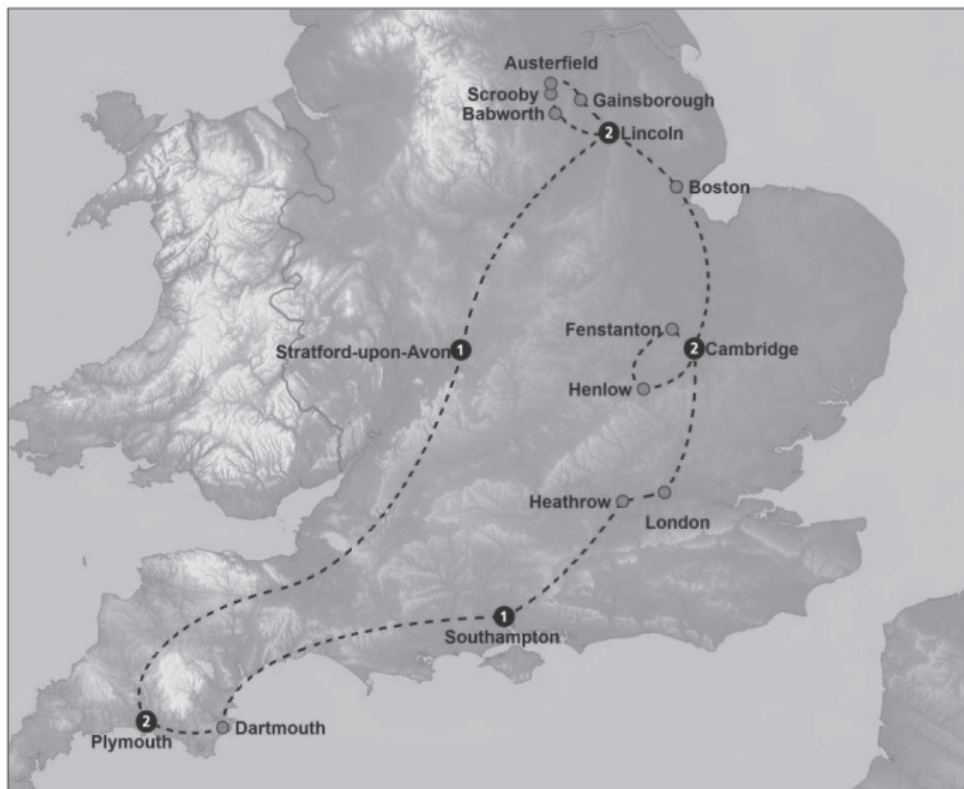 Austerfield
Scrooby
Gainsborough
Babworth
2 Lincoln
Boston
Fenstanton
Stratford-upon-Avon 1
2 Cambridge
Henlow
Heathrow
London
1
Southampton
2
Dartmouth
Plymouth